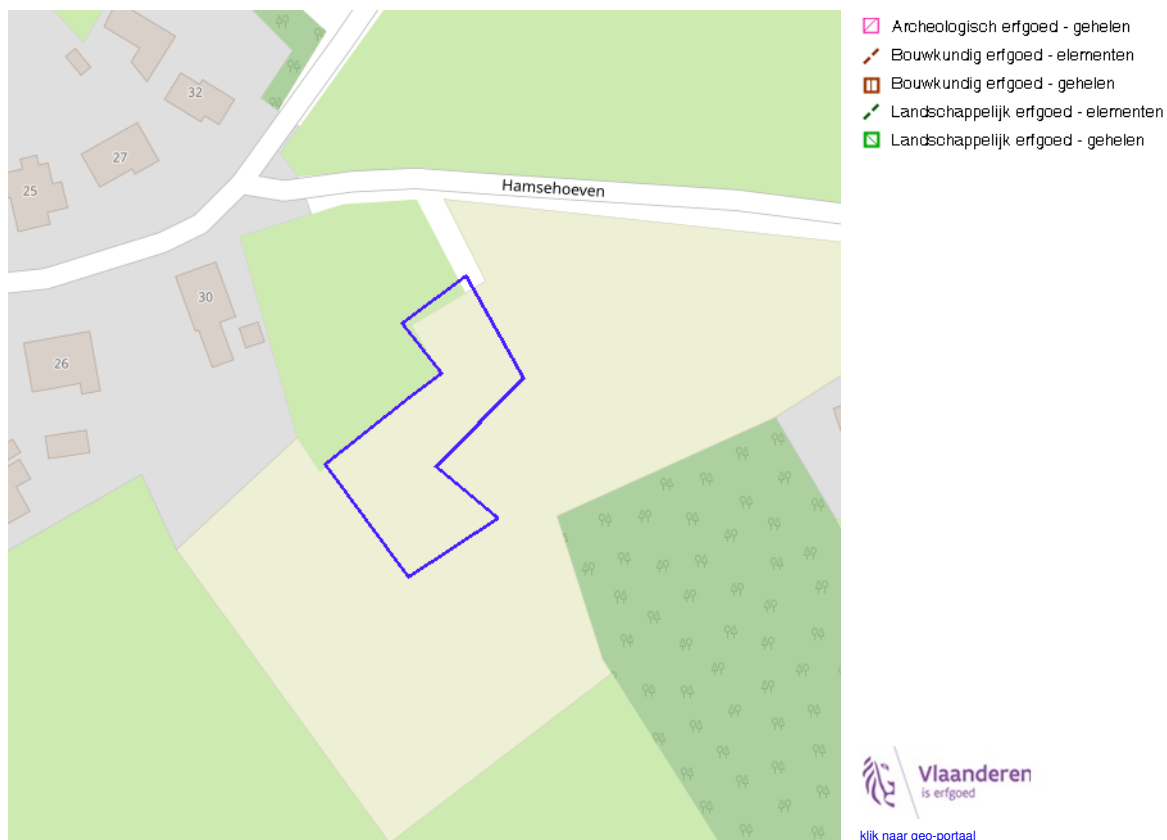 Archeologisch erfgoed - gehelen
Bouwkundig erfgoed - elementen
Bouwkundig erfgoed - gehelen
Landschappelijk erfgoed - elementen
Landschappelijk erfgoed - gehelen
32
27
25
Hamsehoeven
30
26
Vlaanderen
is erfgoed
klik naar geo-portaal